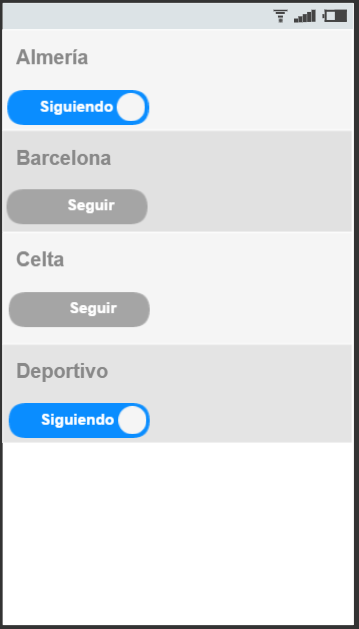 Almería
Siguiendo
Barcelona
Seguir
Celta
Seguir
Deportivo
Siguiendo